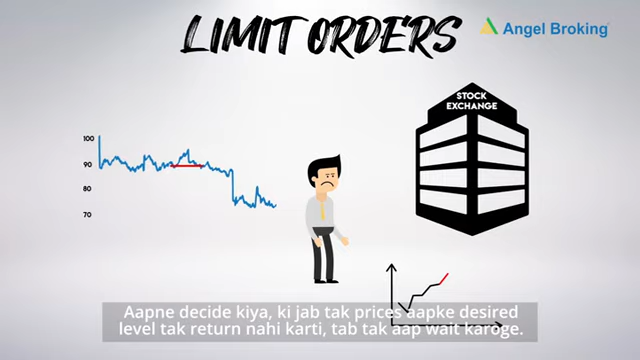 LIMIT ORDERS
Angel Broking
STOCK
EXCHANGE
100
90
80
70
Aapne decide kiya, ki jab tak prices aapke desired
level tak return nahi karti, tab tak aap wait karoge.